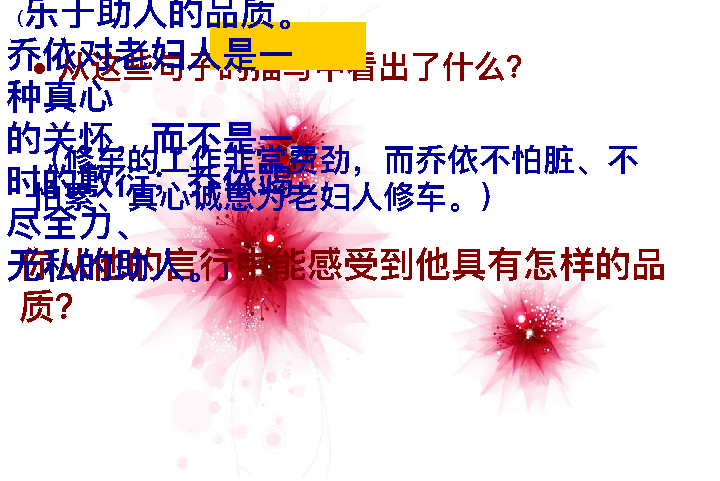 （乐于助人的品质。
乔依对老妇人是一
种真心
的关怀，而不是一
时的敷衍；乔依竭
尽全力、
无私的助人。）
•从这些句子的描写中看出了什么？
（修车的工作非常费劲，而乔依不怕脏、不
怕累、真心诚意为老妇人修车。）
你从他的言行中能感受到他具有怎样的品
质？